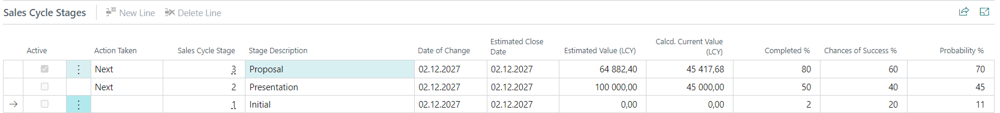 Sales Cycle Stages New Line Delete Line
Active Action Taken Sales Cycle Stage Stage Description Date of Change Estimated Close Date Estimated Value (LCY) Calcd. Current Value (LCY) Completed % Chances of Success % Probability %
Next 3 Proposal 02.12.2027 02.12.2027 64 882,40 45 417,68 80 60 70
Next 2 Presentation 02.12.2027 02.12.2027 100 000,00 45 000,00 50 40 45
1 Initial 02.12.2027 02.12.2027 0,00 0,00 2 20 11